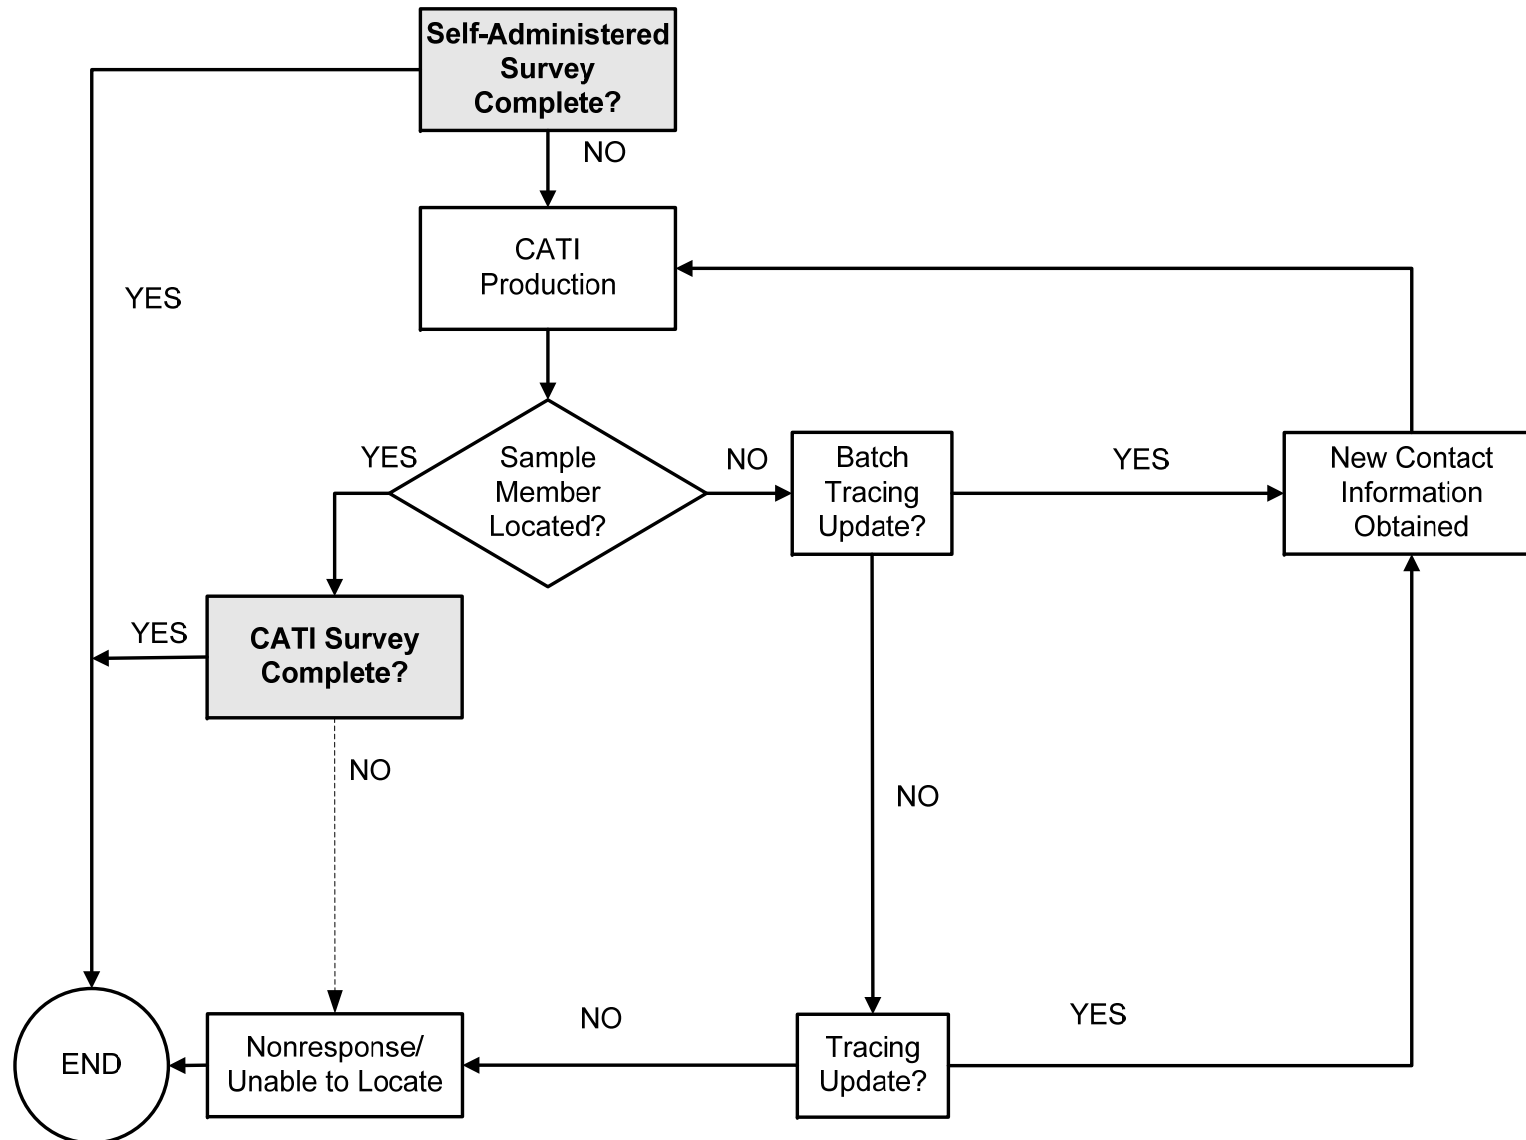 Self-Administered
Survey
Complete?
NO
CATI
Production
YES
YES
Sample
Member
Located?
NO
Batch
Tracing
Update?
YES
New Contact
Information
Obtained
YES
CATI Survey
Complete?
NO
NO
END
Nonresponse/
Unable to Locate
NO
Tracing
Update?
YES